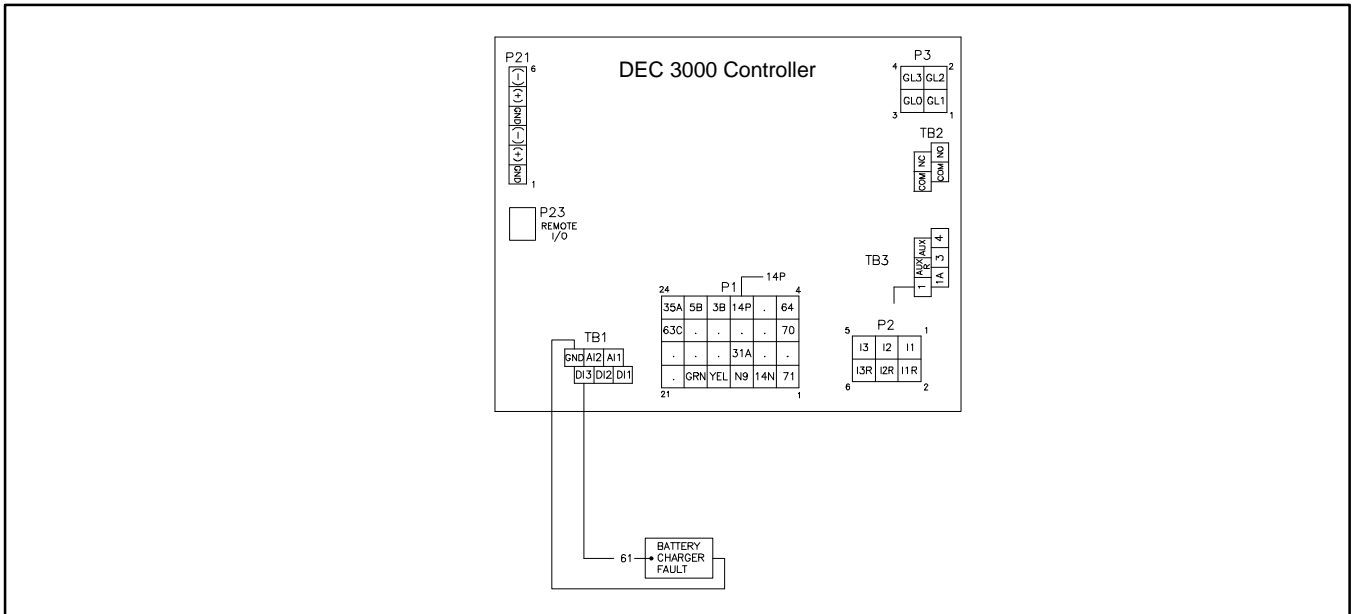 DEC 3000 Controller
P21
6
(-)
(+)
GND
(-)
(+)
GND
1
P23
REMOTE
I/O
P3
4 2
GL3 GL2
GL0 GL1
3 1
TB2
NC NO
COM COM
TB3
AUX 4
AUX R 3
1 1A
14P
24 P1 4
35A 5B 3B 14P . 64
63C . . . . 70
. . . 31A . .
. GRN YEL N9 14N 71
21 1
5 P2 1
I3 I2 I1
I3R I2R I1R
6 2
TB1
GND AI2 AI1
DI3 DI2 DI1
61
BATTERY
CHARGER
FAULT